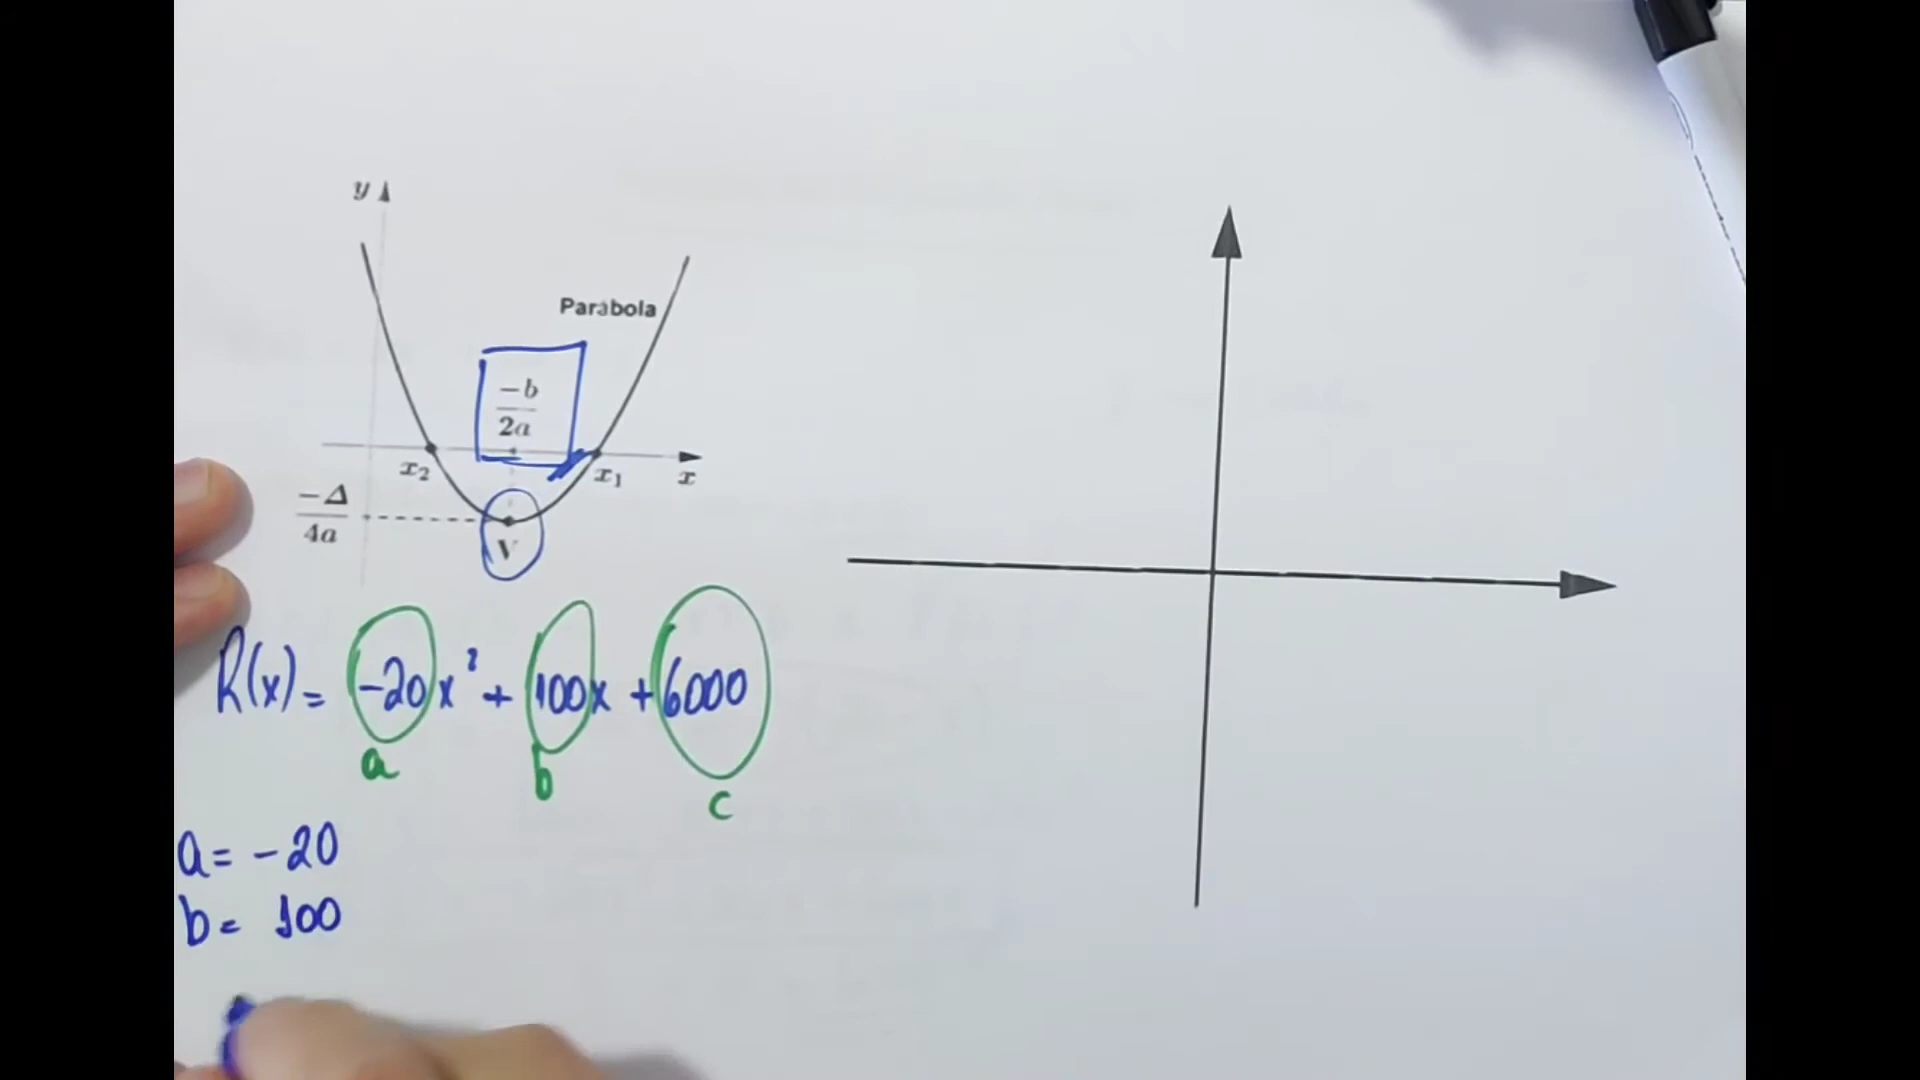 y
Parábola
-b
2a
x₂
x₁
x
-Δ
4a
V
R(x) = -20x² + 100x + 6000
a
b
c
a = -20
b = 100